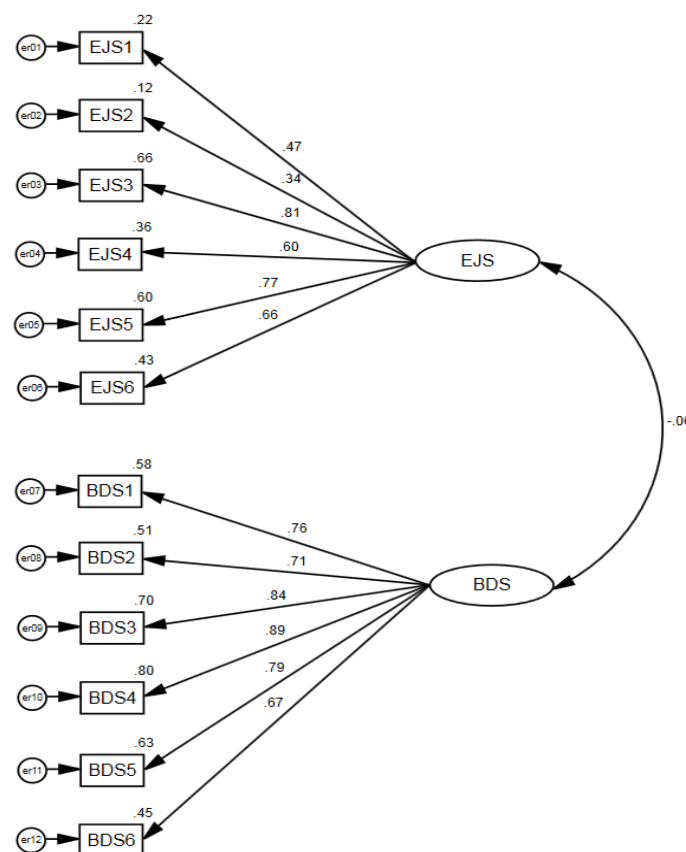 .22
er01 EJS1
.12
er02 EJS2
.47
.34
.66
er03 EJS3
.81
.36
er04 EJS4
.60
EJS
.77
.60
er05 EJS5
.66
.43
er06 EJS6
-.06
.58
er07 BDS1
.76
.51
er08 BDS2
.71
BDS
.84
.70
er09 BDS3
.89
.79
.80
er10 BDS4
.67
.63
er11 BDS5
.45
er12 BDS6